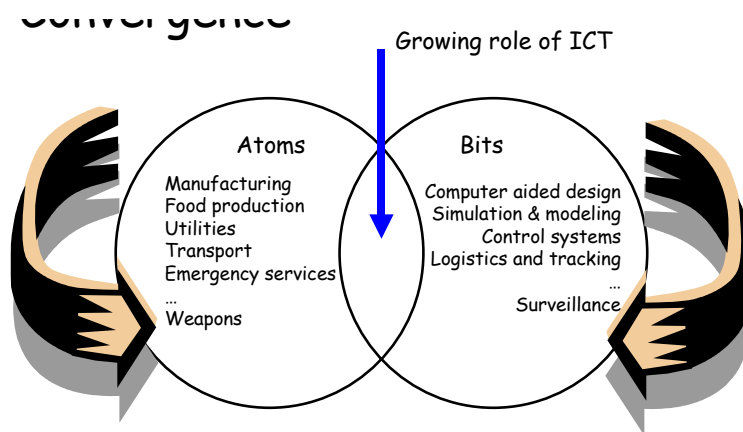 Convergence
Growing role of ICT
Atoms
Manufacturing
Food production
Utilities
Transport
Emergency services
…
Weapons
Bits
Computer aided design
Simulation & modeling
Control systems
Logistics and tracking
…
Surveillance